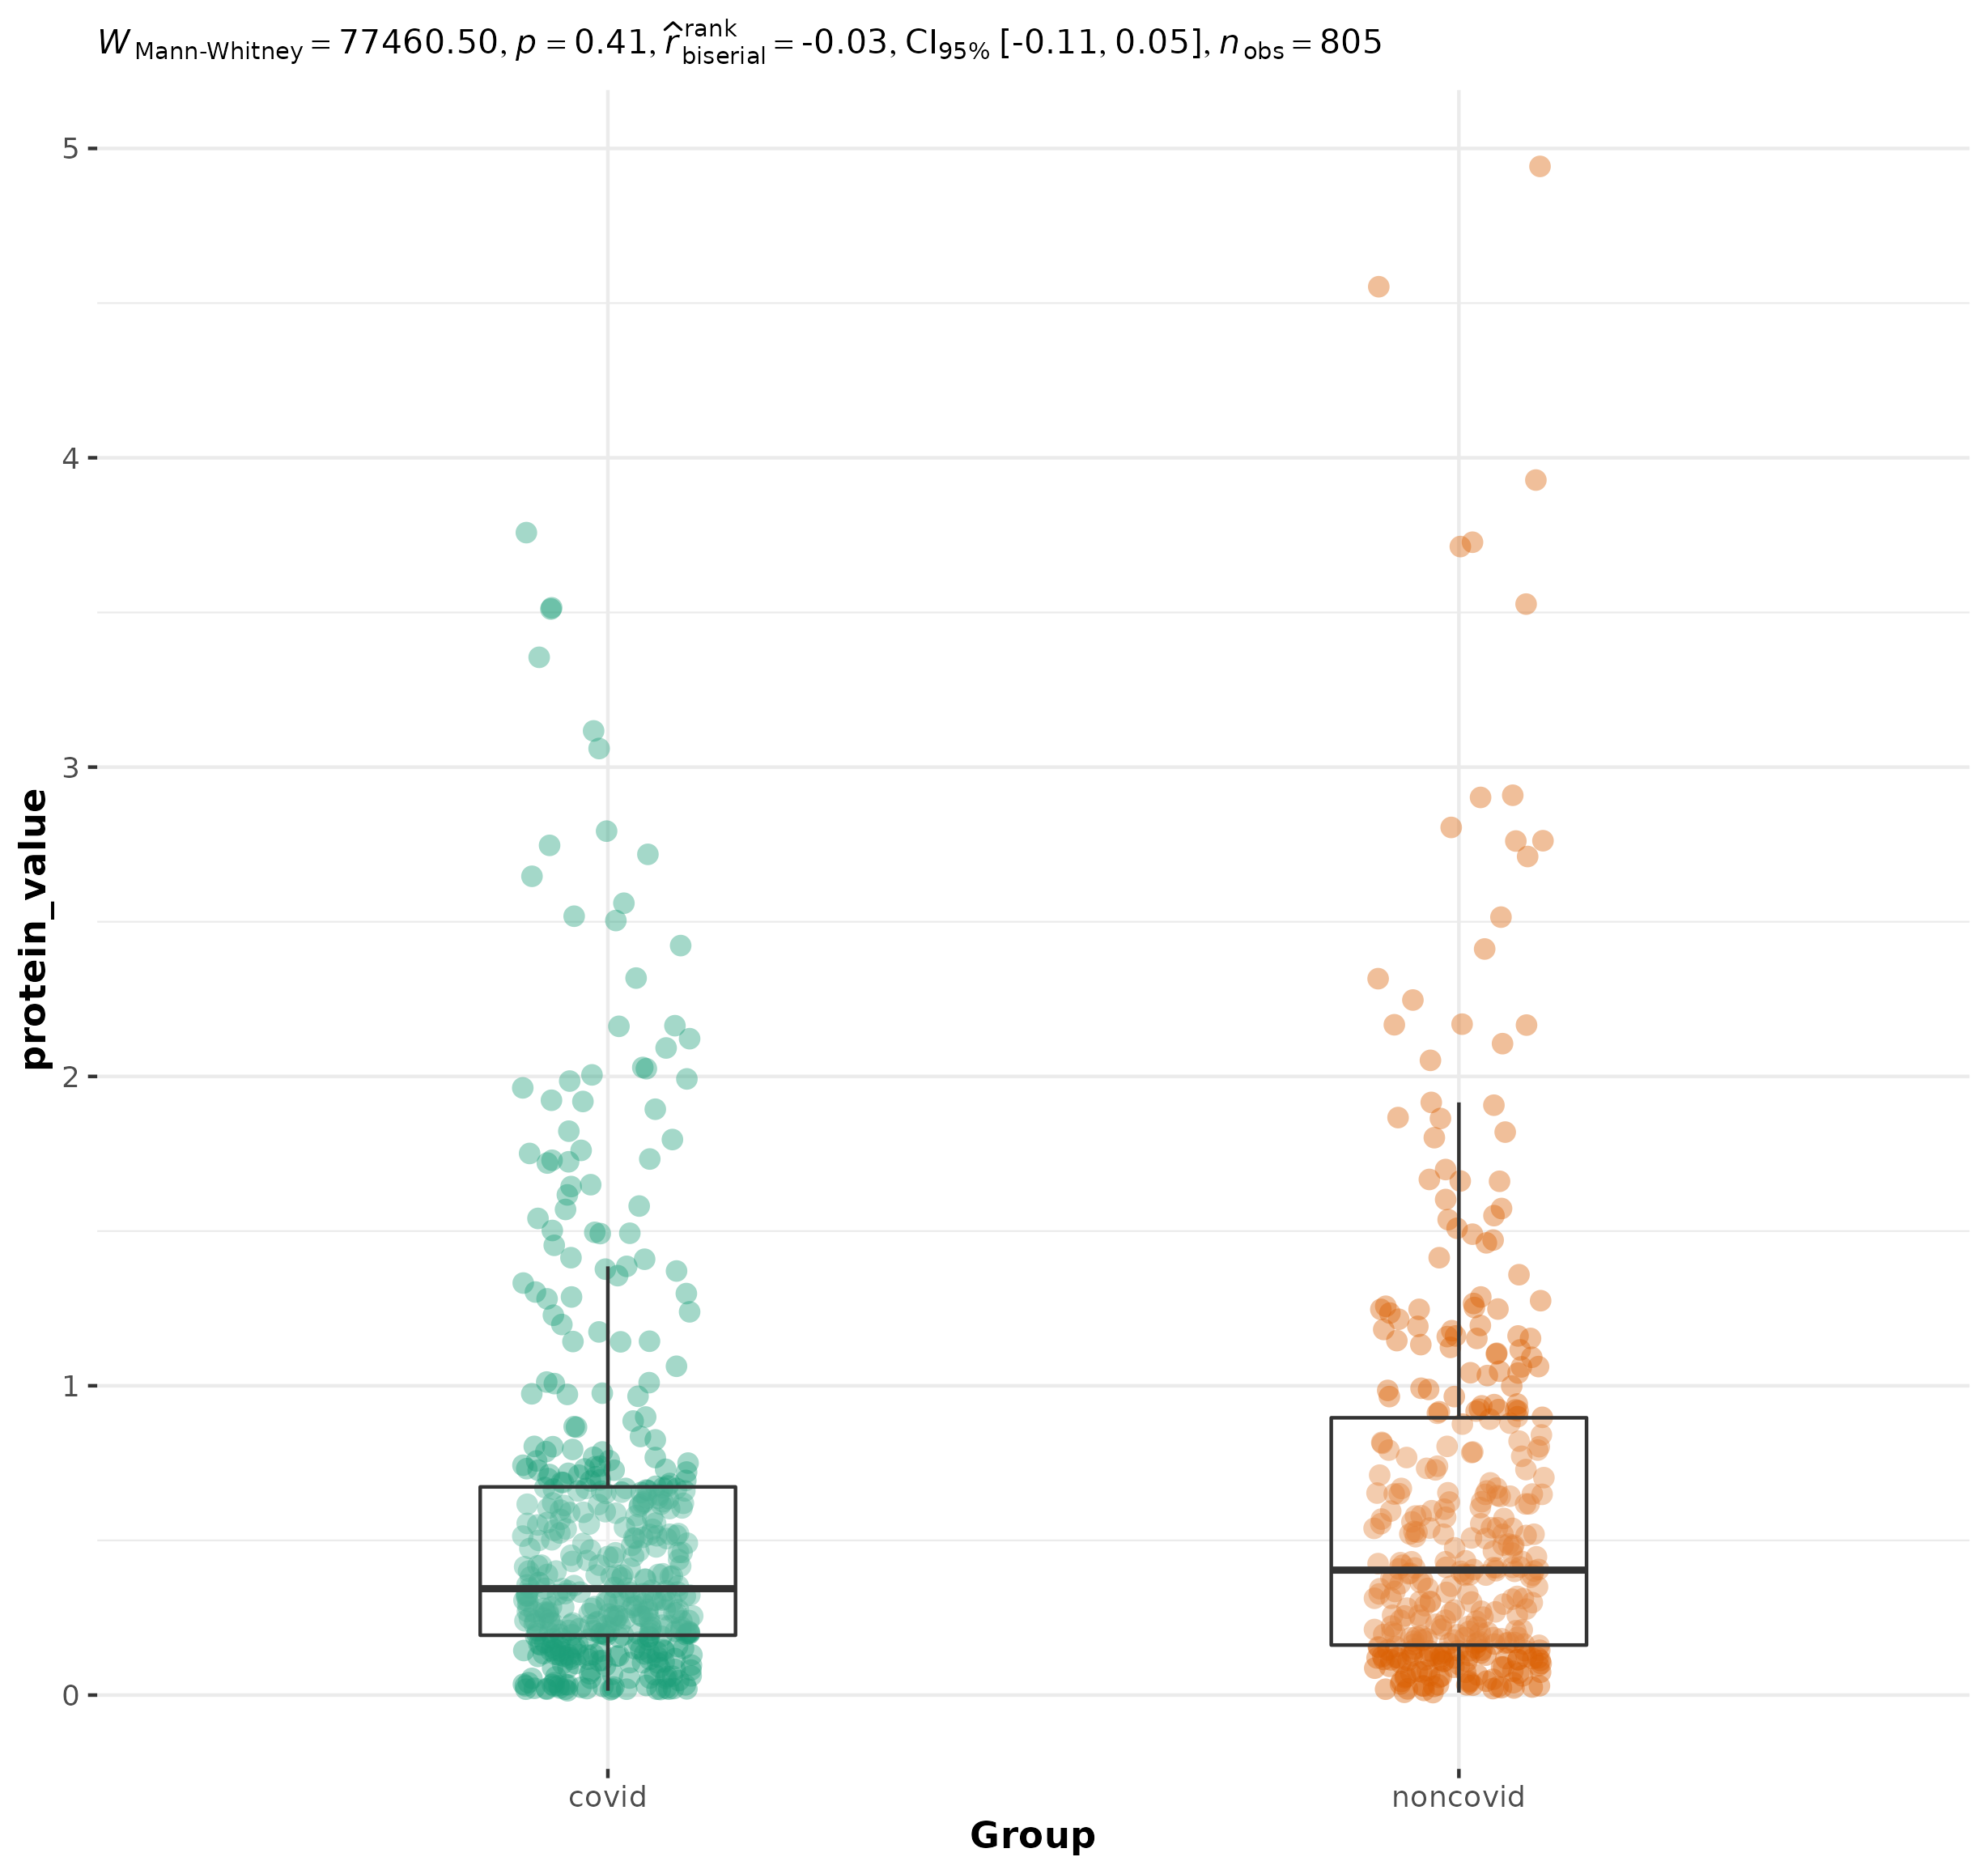 W Mann-Whitney = 77460.50, p = 0.41, r̂ rank biserial = -0.03, CI95% [-0.11, 0.05], n obs = 805
5
4
3
2
1
0
protein_value
covid noncovid
Group